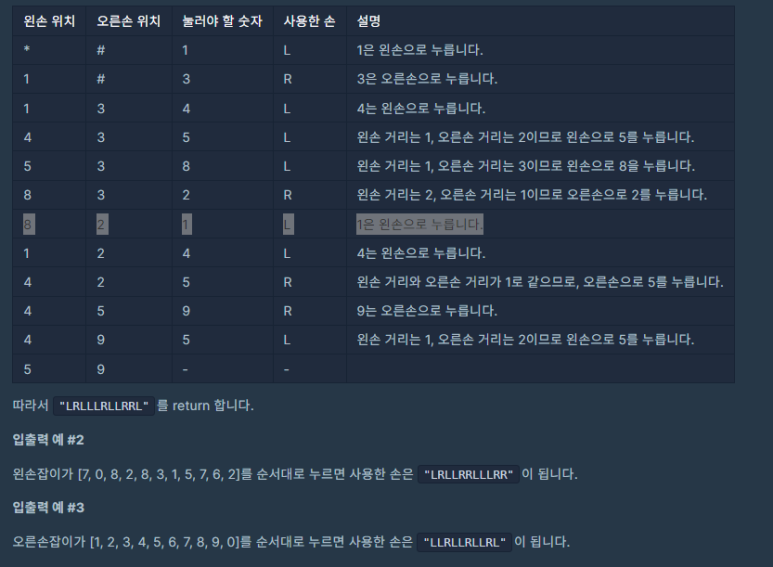 왼손 위치 오른손 위치 눌러야 할 숫자 사용한 손 설명
* # 1 L 1은 왼손으로 누릅니다.
1 # 3 R 3은 오른손으로 누릅니다.
1 3 4 L 4는 왼손으로 누릅니다.
4 3 5 L 왼손 거리는 1, 오른손 거리는 2이므로 왼손으로 5를 누릅니다.
5 3 8 L 왼손 거리는 1, 오른손 거리는 3이므로 왼손으로 8을 누릅니다.
8 3 2 R 왼손 거리는 2, 오른손 거리는 1이므로 오른손으로 2를 누릅니다.
8 2 1 L 1은 왼손으로 누릅니다.
1 2 4 L 4는 왼손으로 누릅니다.
4 2 5 R 왼손 거리와 오른손 거리가 1로 같으므로, 오른손으로 5를 누릅니다.
4 5 9 R 9는 오른손으로 누릅니다.
4 9 5 L 왼손 거리는 1, 오른손 거리는 2이므로 왼손으로 5를 누릅니다.
5 9 - -
따라서 "LRLLLRLLRRL" 를 return 합니다.
입출력 예 #2
왼손잡이가 [7, 0, 8, 2, 8, 3, 1, 5, 7, 6, 2]를 순서대로 누르면 사용한 손은 "LRLLRRLLLRR" 이 됩니다.
입출력 예 #3
오른손잡이가 [1, 2, 3, 4, 5, 6, 7, 8, 9, 0]를 순서대로 누르면 사용한 손은 "LLRLLRLLRL" 이 됩니다.